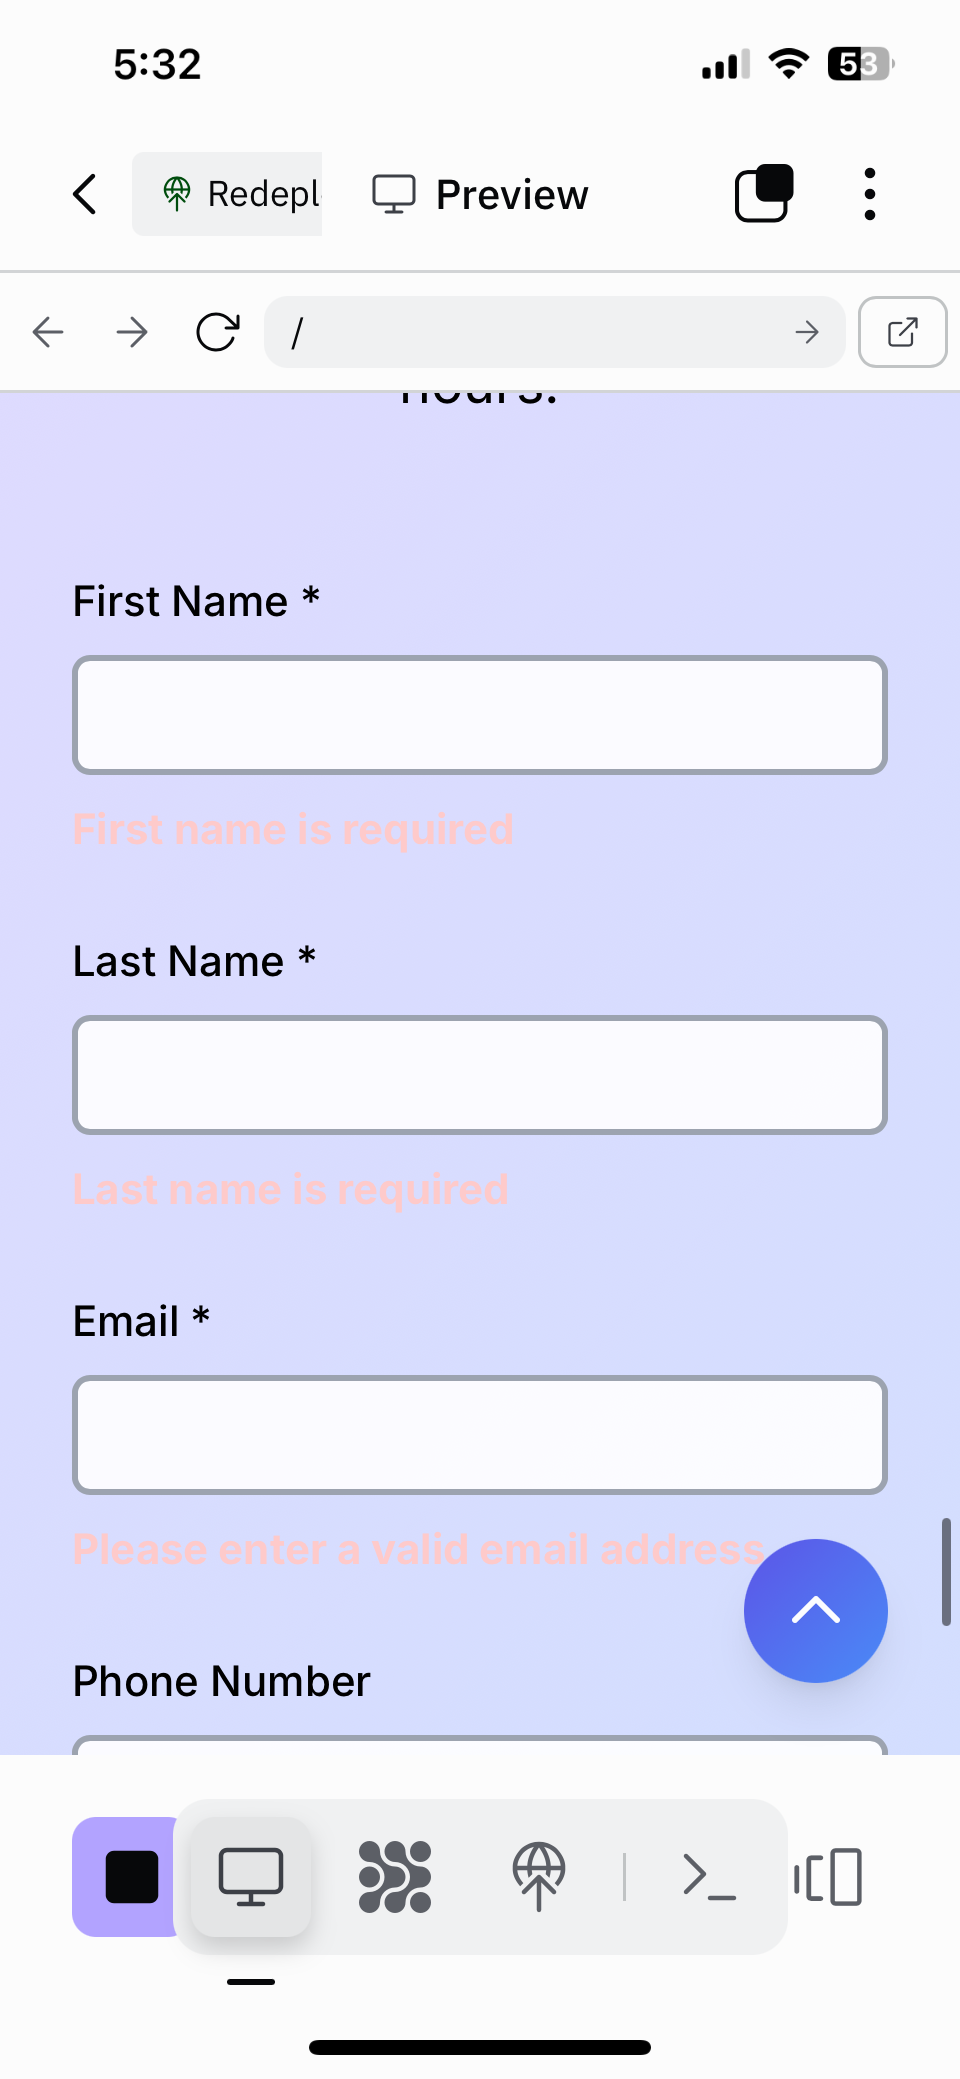 5:32
53
Redepl
Preview
/
hours.
First Name *
First name is required
Last Name *
Last name is required
Email *
Please enter a valid email address
Phone Number